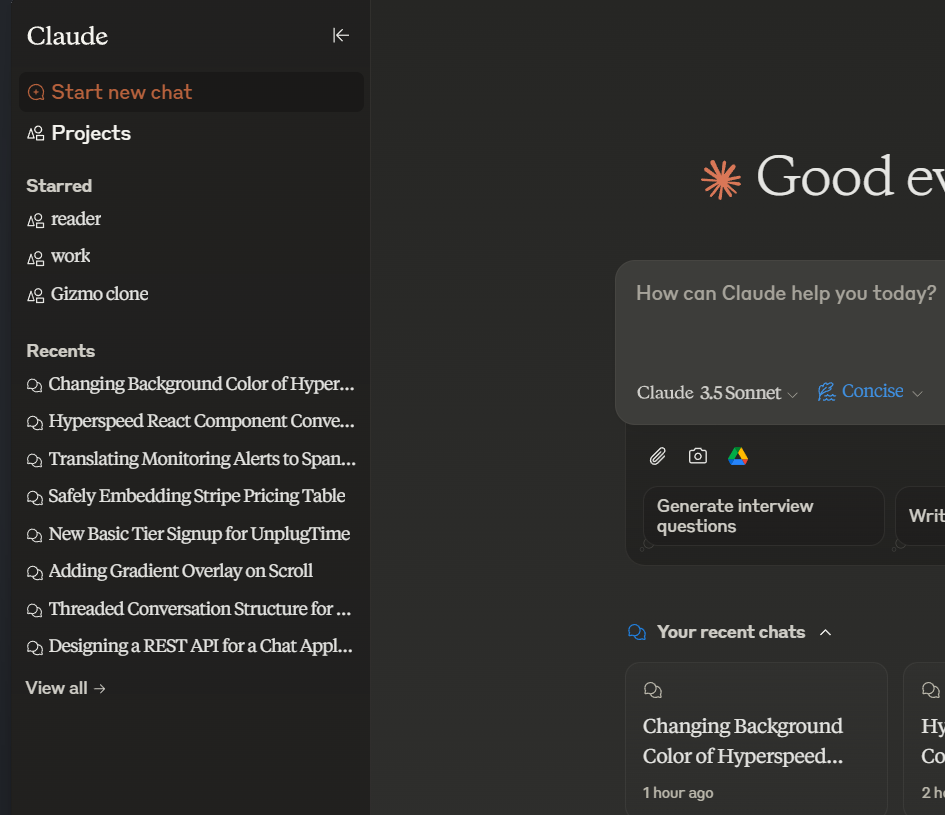 Claude
Start new chat
Projects
Starred
reader
work
Gizmo clone
Recents
Changing Background Color of Hyper...
Hyperspeed React Component Conve...
Translating Monitoring Alerts to Span...
Safely Embedding Stripe Pricing Table
New Basic Tier Signup for UnplugTime
Adding Gradient Overlay on Scroll
Threaded Conversation Structure for ...
Designing a REST API for a Chat Appl...
View all →
Good ev
How can Claude help you today?
Claude 3.5 Sonnet
Concise
Generate interview
questions
Writ
Your recent chats
Changing Background
Color of Hyperspeed...
1 hour ago
Hy
Co
2 h